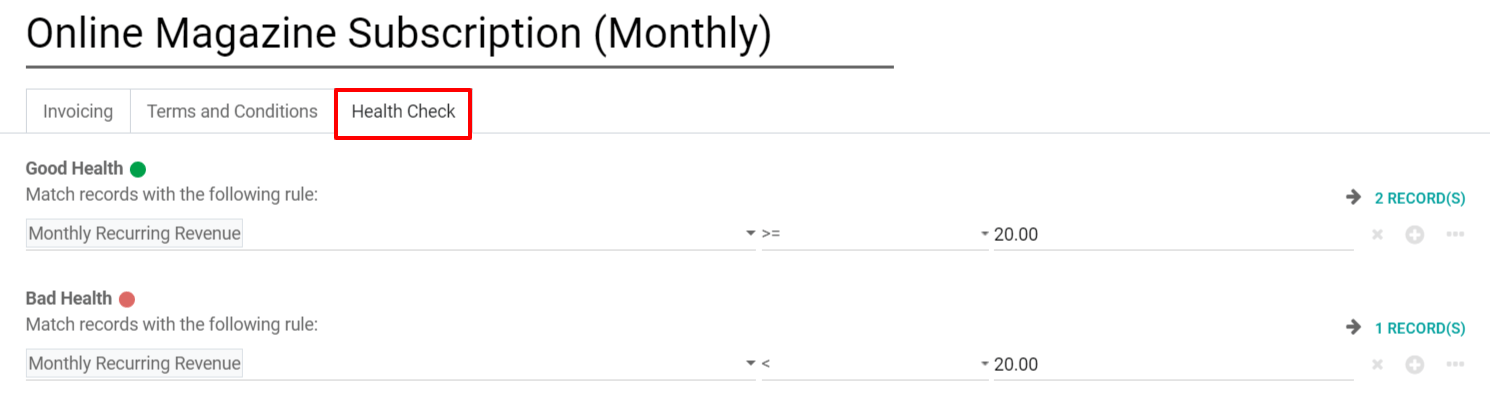 Online Magazine Subscription (Monthly)
Invoicing Terms and Conditions Health Check
Good Health
Match records with the following rule:
2 RECORD(S)
Monthly Recurring Revenue >= 20.00
Bad Health
Match records with the following rule:
1 RECORD(S)
Monthly Recurring Revenue < 20.00